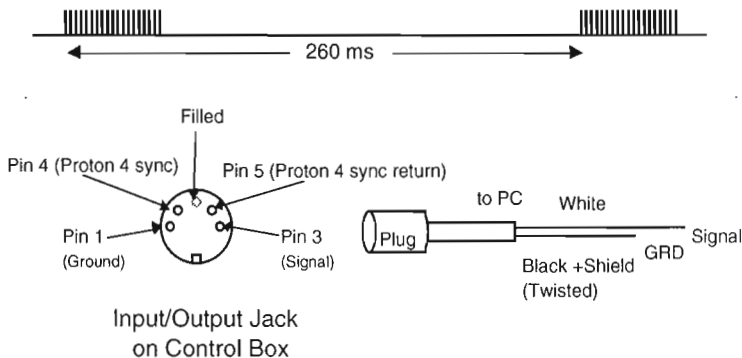 260 ms
Filled
Pin 4 (Proton 4 sync)
Pin 5 (Proton 4 sync return)
Pin 1
(Ground)
Pin 3
(Signal)
Input/Output Jack
on Control Box
to PC
White
Plug
Signal
GRD
Black +Shield
(Twisted)